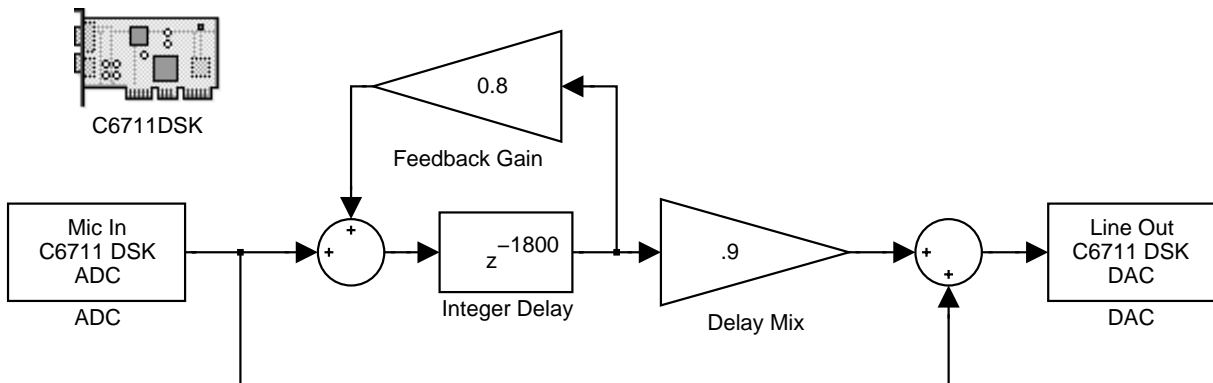 C6711DSK
0.8
Feedback Gain
Mic In
C6711 DSK
ADC
ADC
+
+
z^−1800
Integer Delay
.9
Delay Mix
+
+
Line Out
C6711 DSK
DAC
DAC